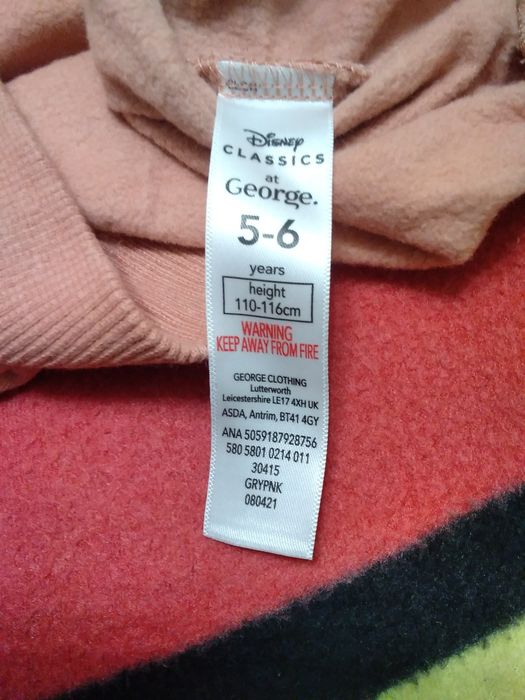 Disney
CLASSICS
at
George.
5-6
years
height
110-116cm
WARNING
KEEP AWAY FROM FIRE
GEORGE CLOTHING
Lutterworth
Leicestershire LE17 4XH UK
ASDA, Antrim, BT41 4GY
ANA 5059187928756
580 5801 0214 011
30415
GRYPNK
080421